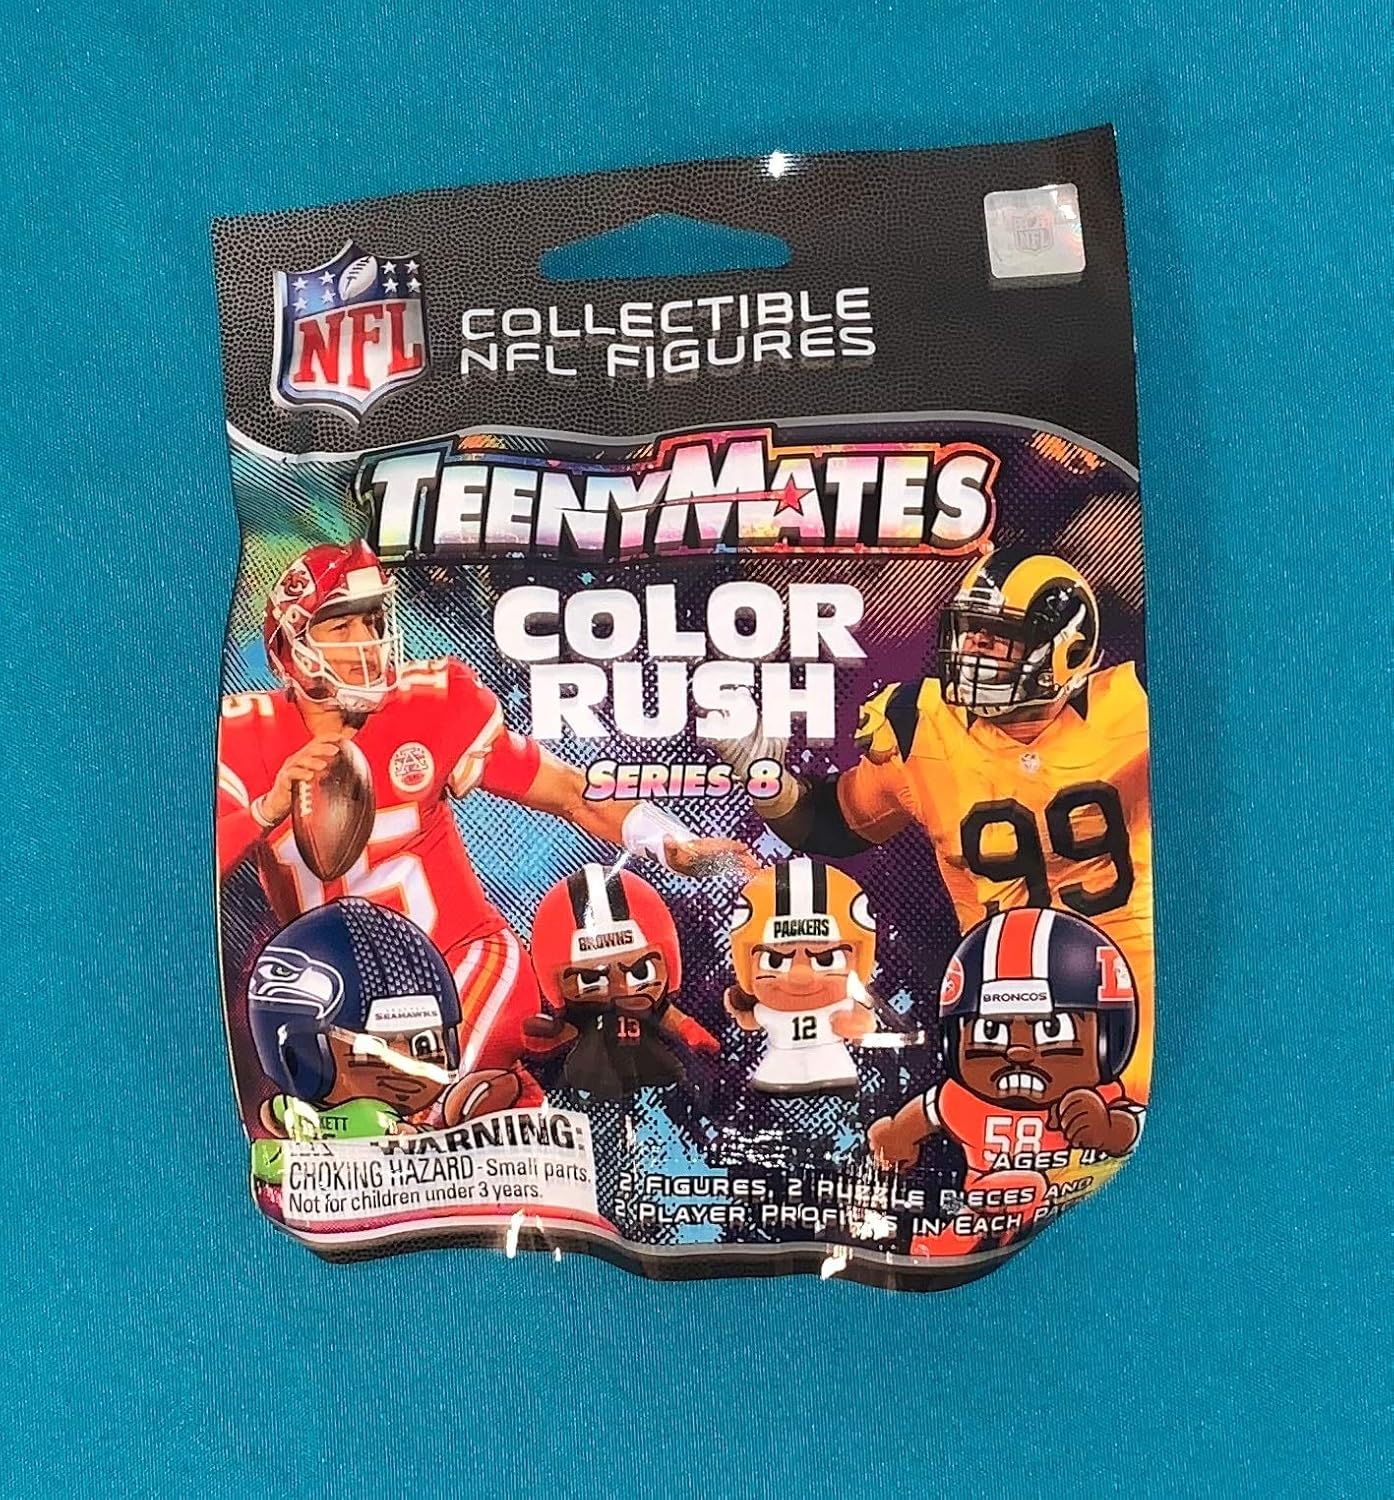 NFL
NFL
COLLECTIBLE
NFL FIGURES
TEENYMATES
COLOR
RUSH
SERIES 8
15
15
99
BROWNS
13
PACKERS
12
SEAHAWKS
BRONCOS
58
WARNING:
CHOKING HAZARD - Small parts.
Not for children under 3 years.
AGES 4+
2 FIGURES, 2 PUZZLE PIECES AND
2 PLAYER PROFILES IN EACH